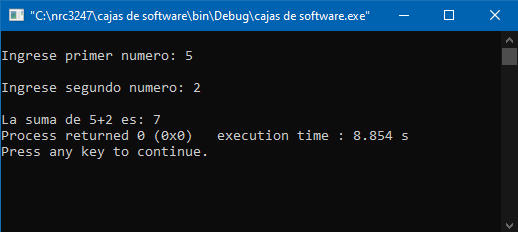 "C:\nrc3247\cajas de software\bin\Debug\cajas de software.exe"
Ingrese primer numero: 5
Ingrese segundo numero: 2
La suma de 5+2 es: 7
Process returned 0 (0x0)   execution time : 8.854 s
Press any key to continue.